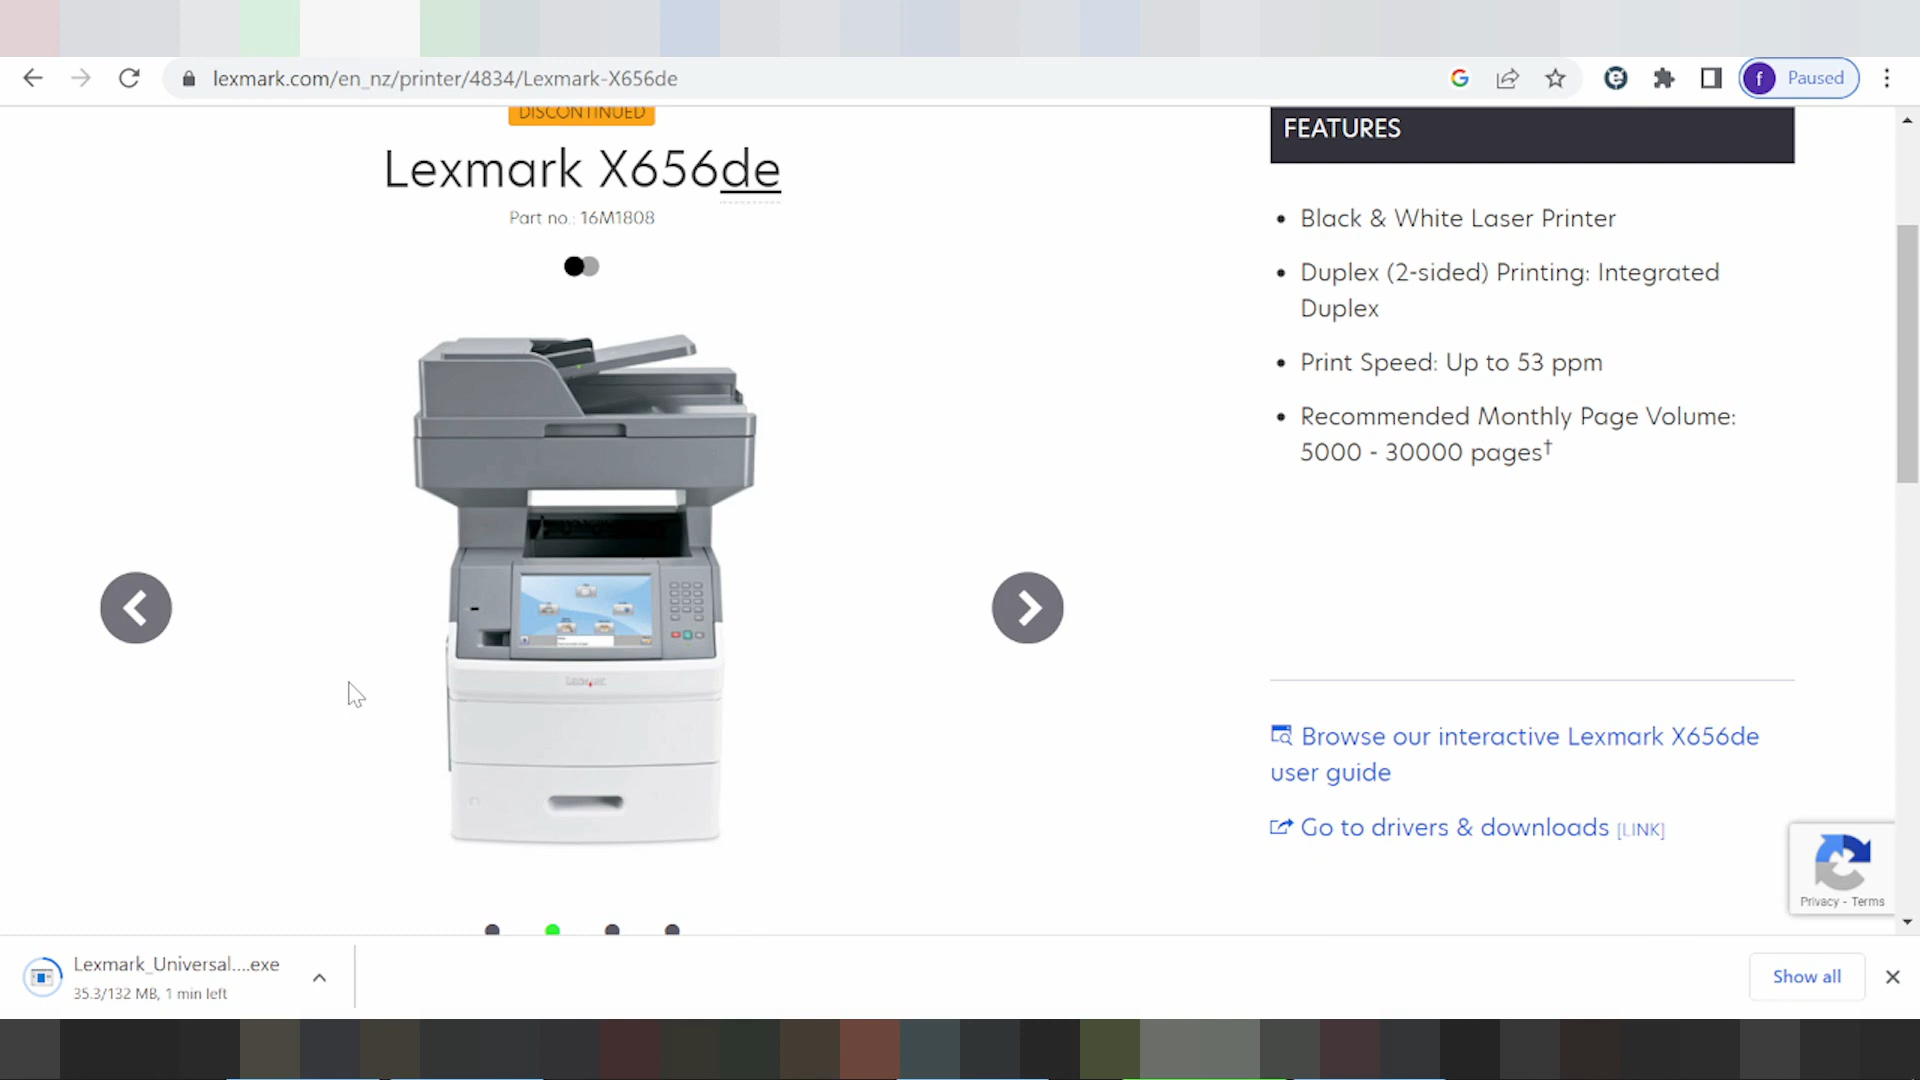 lexmark.com/en_nz/printer/4834/Lexmark-X656de
f
Paused
DISCONTINUED
Lexmark X656de
Part no.: 16M1808
Lexmark
FEATURES
Black & White Laser Printer
Duplex (2-sided) Printing: Integrated
Duplex
Print Speed: Up to 53 ppm
Recommended Monthly Page Volume:
5000 - 30000 pages†
Browse our interactive Lexmark X656de
user guide
Go to drivers & downloads [LINK]
Privacy - Terms
Lexmark_Universal....exe
35.3/132 MB, 1 min left
Show all